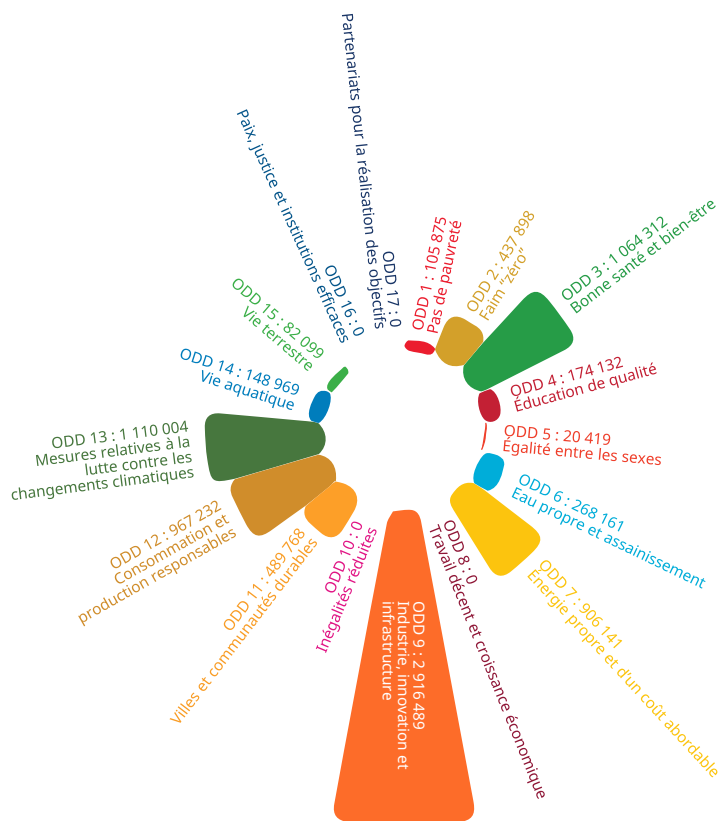 ODD 1 : 105 875
Pas de pauvreté
ODD 2 : 437 898
Faim “zéro”
ODD 3 : 1 064 312
Bonne santé et bien-être
ODD 4 : 174 132
Éducation de qualité
ODD 5 : 20 419
Égalité entre les sexes
ODD 6 : 268 161
Eau propre et assainissement
ODD 7 : 906 141
Energie propre et d'un coût abordable
ODD 8 : 0
Travail décent et croissance économique
ODD 9 : 2 916 489
Industrie, innovation et
infrastructure
ODD 10 : 0
Inégalités réduites
ODD 11 : 489 768
Villes et communautés durables
ODD 12 : 967 232
Consommation et
production responsables
ODD 13 : 1 110 004
Mesures relatives à la
lutte contre les
changements climatiques
ODD 14 : 148 969
Vie aquatique
ODD 15 : 82 099
Vie terrestre
ODD 16 : 0
Paix, justice et institutions efficaces
ODD 17 : 0
Partenariats pour la réalisation des objectifs